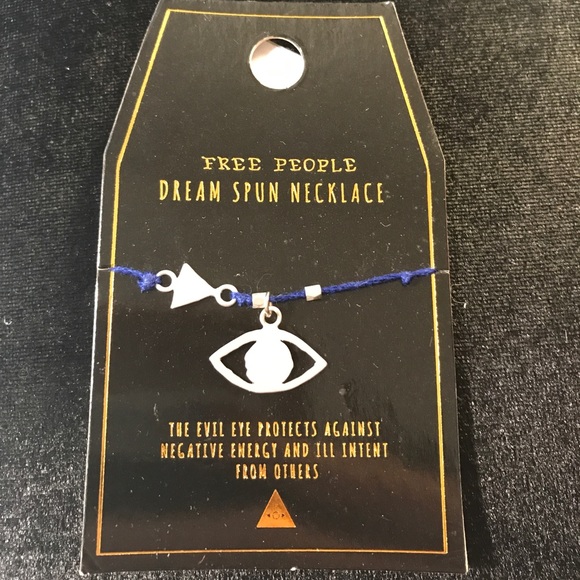 FREE PEOPLE
DREAM SPUN NECKLACE
THE EVIL EYE PROTECTS AGAINST
NEGATIVE ENERGY AND ILL INTENT
FROM OTHERS